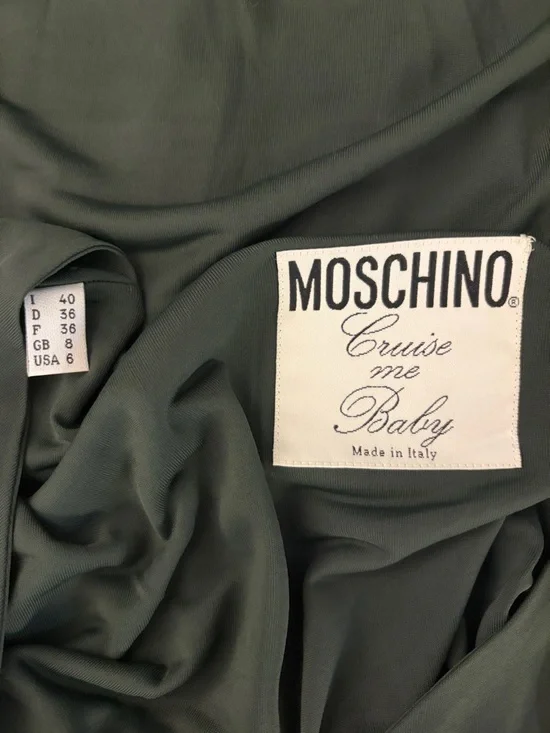 I 40
D 36
F 36
GB 8
USA 6
MOSCHINO®
Cruise
me
Baby
Made in Italy